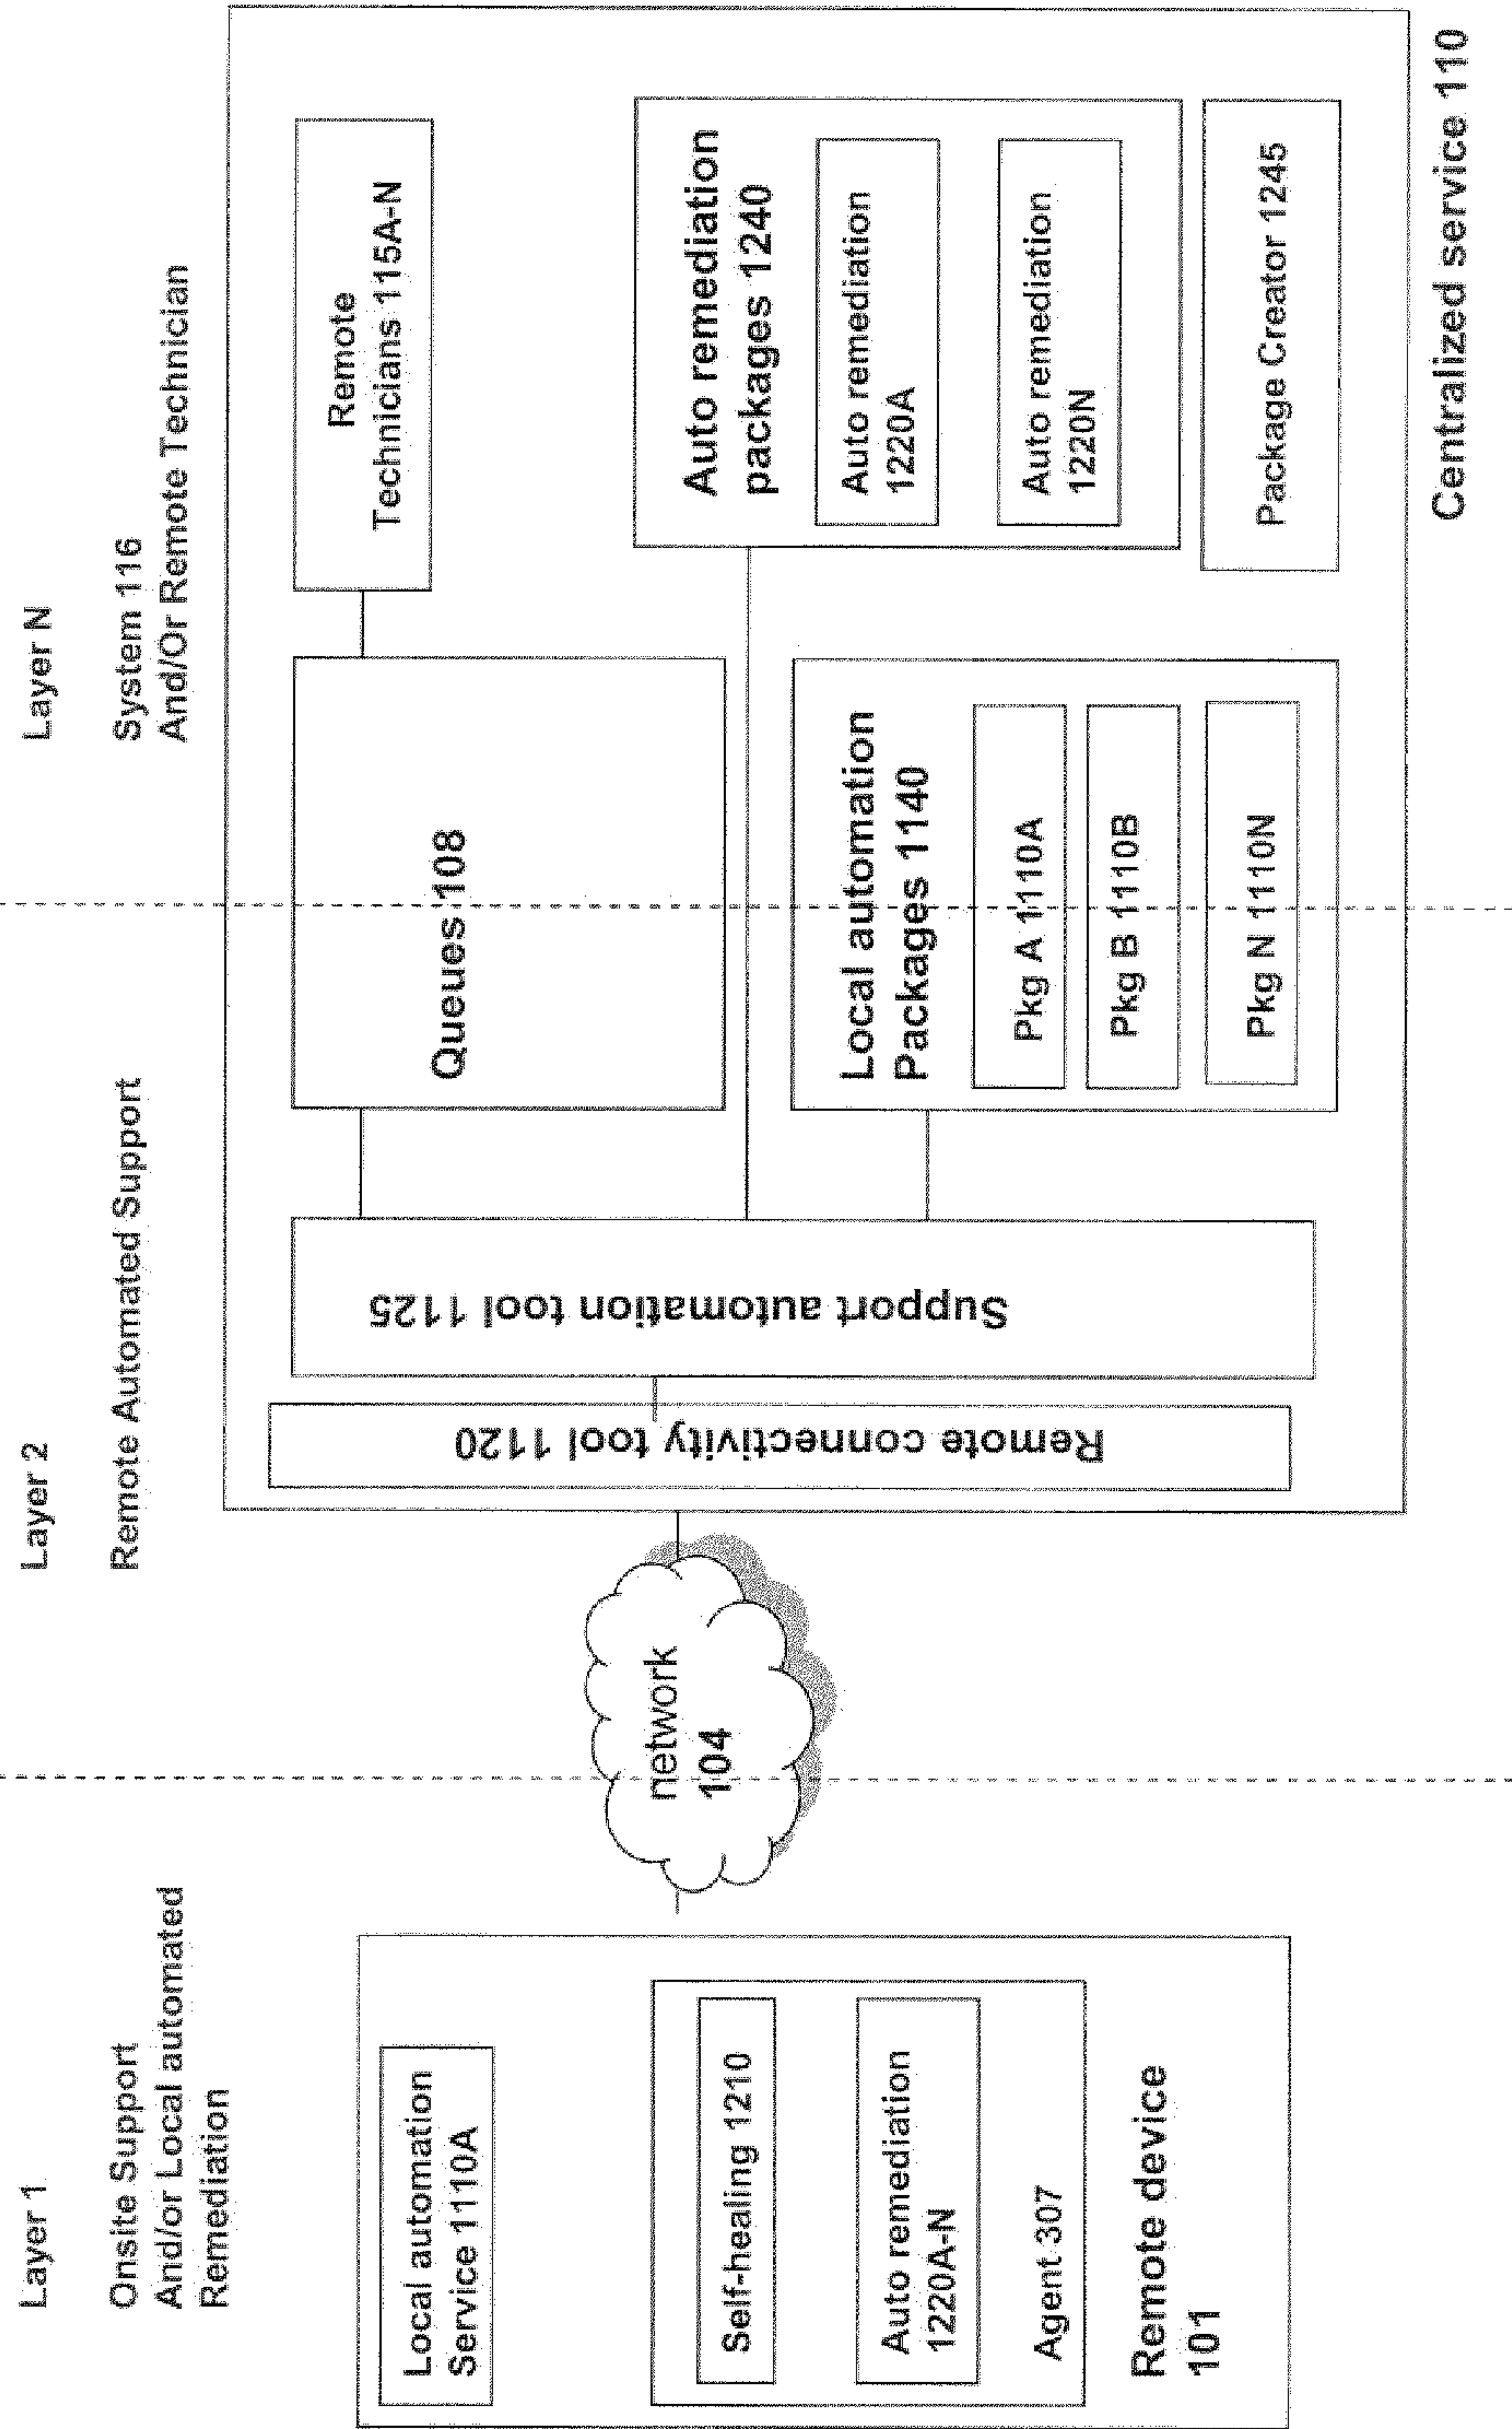 Layer 1
Onsite Support
And/or Local automated
Remediation
Layer 2
Remote Automated Support
Layer N
System 116
And/Or Remote Technician
Local automation
Service 1110A
Self-healing 1210
Auto remediation
1220A-N
Agent 307
Remote device
101
network
104
Remote connectivity tool 1120
Support automation tool 1125
Queues 108
Remote
Technicians 115A-N
Local automation
Packages 1140
Pkg A 1110A
Pkg B 1110B
Pkg N 1110N
Auto remediation
packages 1240
Auto remediation
1220A
Auto remediation
1220N
Package Creator 1245
Centralized service 110